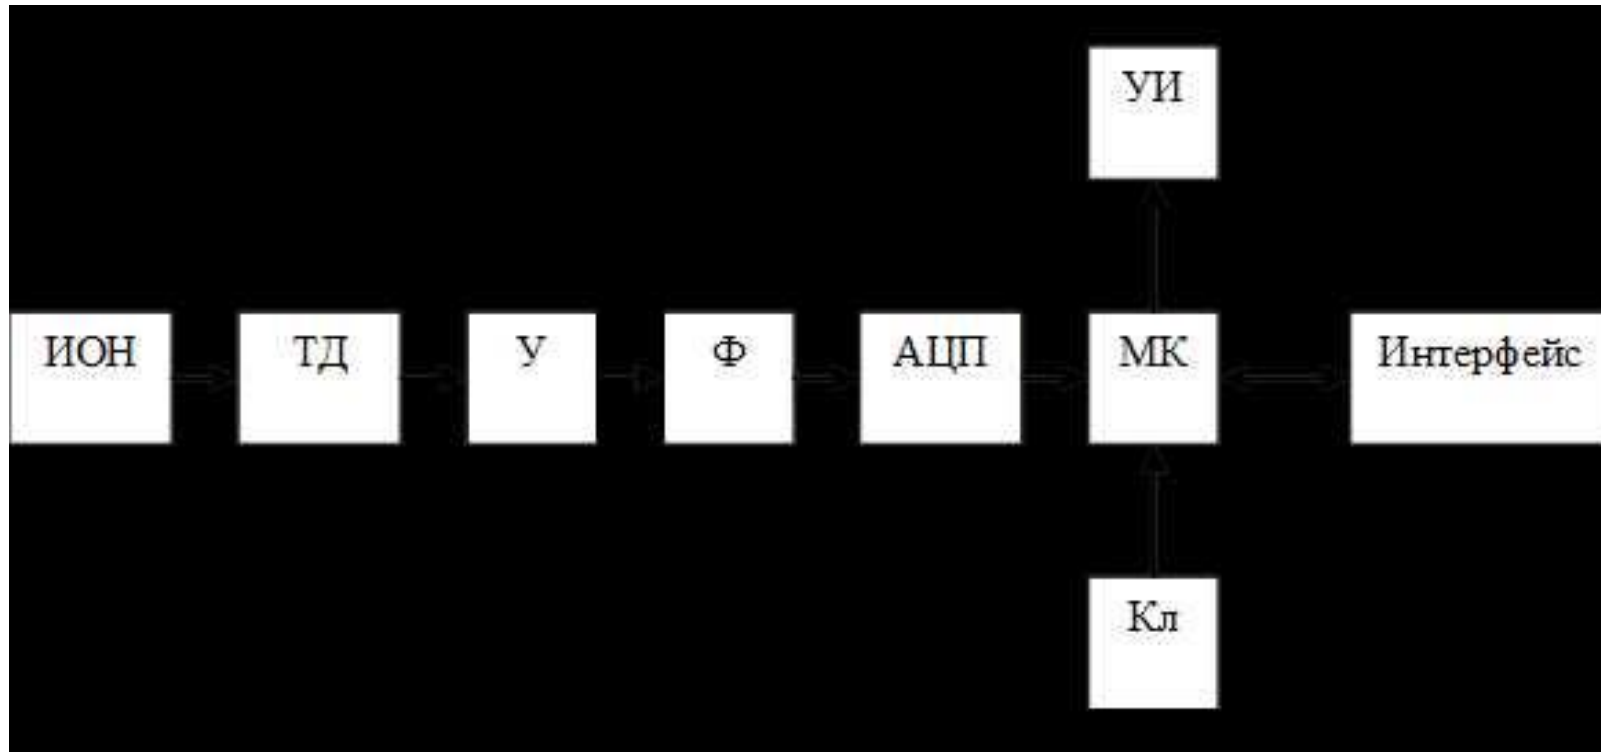 УИ
ИОН
ТД
У
Ф
АЦП
МК
Интерфейс
Кл